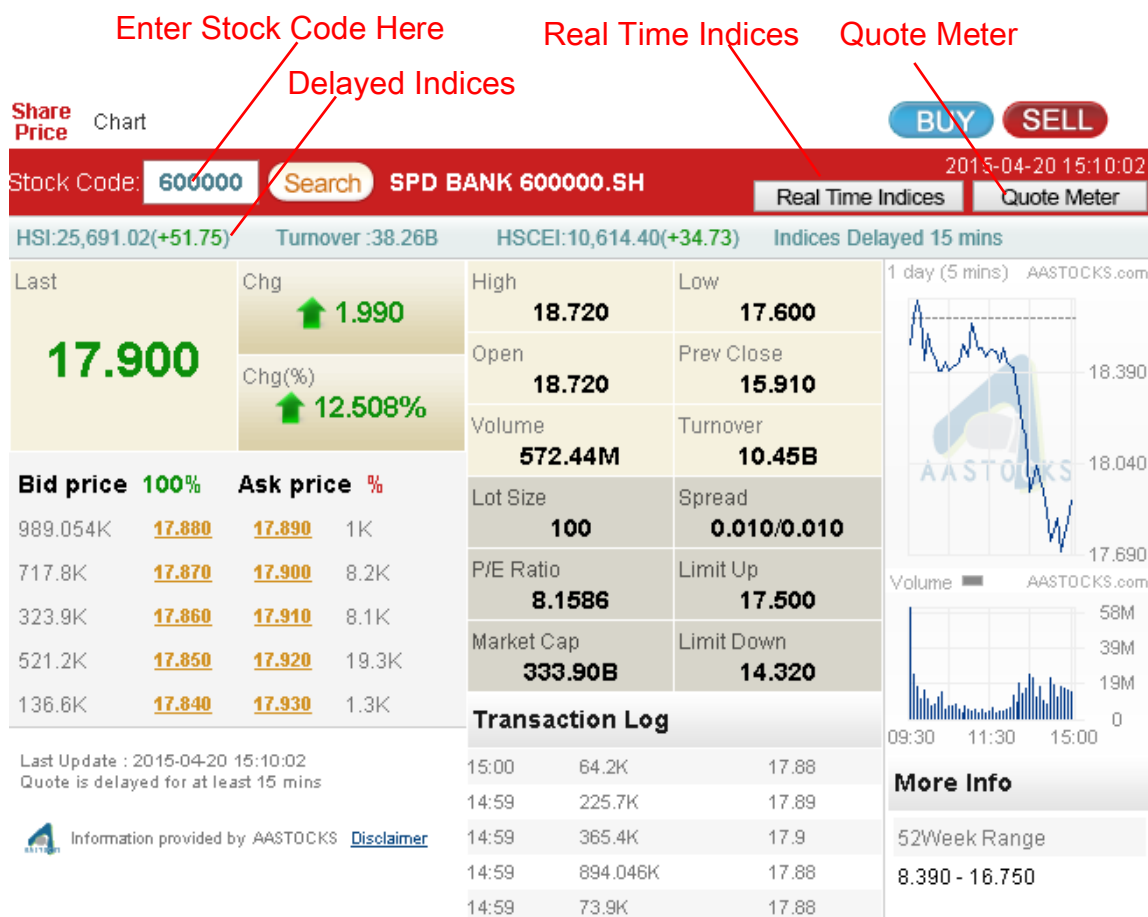 Enter Stock Code Here
Real Time Indices
Quote Meter
Delayed Indices
Share Price
Chart
BUY
SELL
2015-04-20 15:10:02
Stock Code: 600000 Search SPD BANK 600000.SH
Real Time Indices
Quote Meter
HSI:25,691.02(+51.75) Turnover :38.26B HSCEI:10,614.40(+34.73) Indices Delayed 15 mins
Last
17.900
Chg
1.990
Chg(%)
12.508%
High
18.720
Low
17.600
Open
18.720
Prev Close
15.910
Volume
572.44M
Turnover
10.45B
Lot Size
100
Spread
0.010/0.010
P/E Ratio
8.1586
Limit Up
17.500
Market Cap
333.90B
Limit Down
14.320
Bid price 100% Ask price %
989.054K 17.880 17.890 1K
717.8K 17.870 17.900 8.2K
323.9K 17.860 17.910 8.1K
521.2K 17.850 17.920 19.3K
136.6K 17.840 17.930 1.3K
Last Update : 2015-04-20 15:10:02
Quote is delayed for at least 15 mins
Information provided by AASTOCKS Disclaimer
Transaction Log
15:00 64.2K 17.88
14:59 225.7K 17.89
14:59 365.4K 17.9
14:59 894.046K 17.88
14:59 73.9K 17.88
1 day (5 mins) AASTOCKS.com
18.390
18.040
AASTOCKS
17.690
Volume AASTOCKS.com
58M
39M
19M
0
09:30 11:30 15:00
More Info
52Week Range
8.390 - 16.750